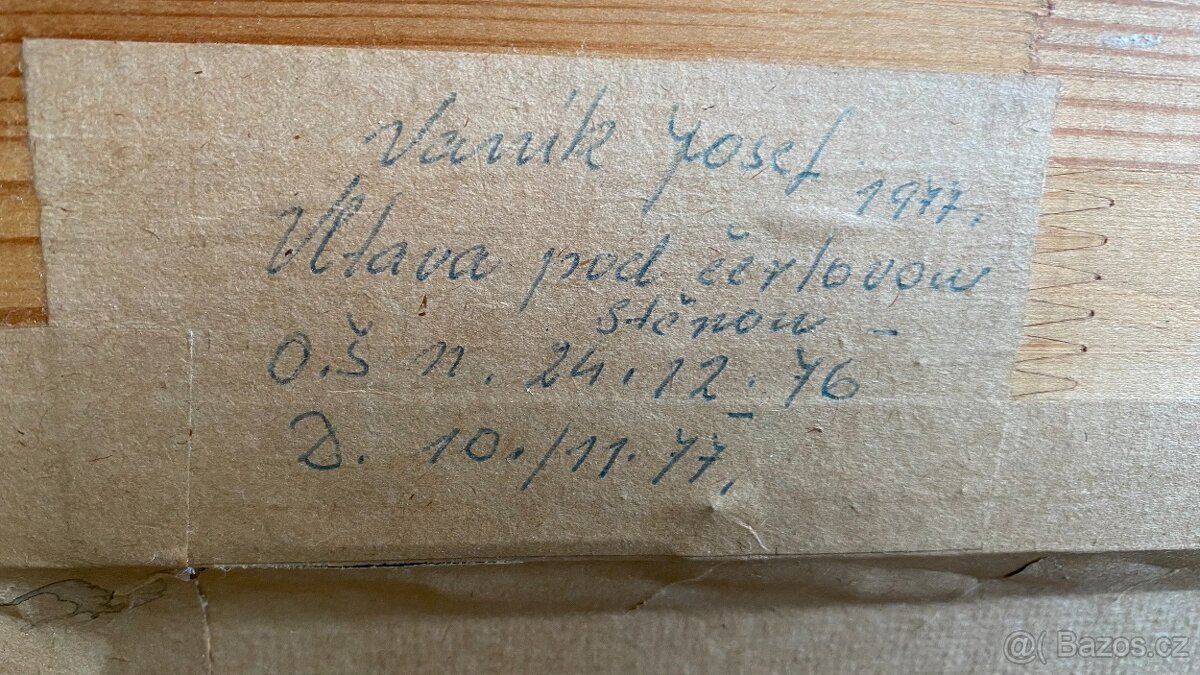 Vaník Josef
1977.
Vltava pod čertovou
stěnou -
O.Š n. 24.12.76
D. 10./11.77.
@( Bazos.cz